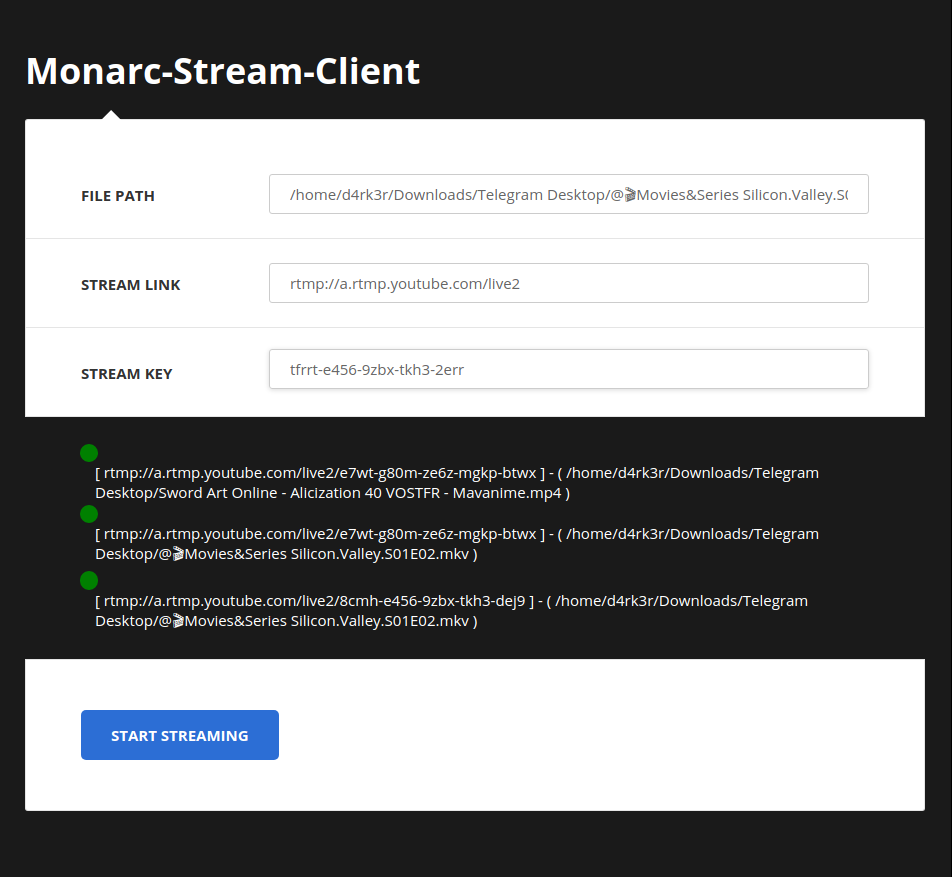 Monarc-Stream-Client
FILE PATH
/home/d4rk3r/Downloads/Telegram Desktop/@🎬Movies&Series Silicon.Valley.S0
STREAM LINK
rtmp://a.rtmp.youtube.com/live2
STREAM KEY
tfrrt-e456-9zbx-tkh3-2err
[ rtmp://a.rtmp.youtube.com/live2/e7wt-g80m-ze6z-mgkp-btwx ] - ( /home/d4rk3r/Downloads/Telegram
Desktop/Sword Art Online - Alicization 40 VOSTFR - Mavanime.mp4 )
[ rtmp://a.rtmp.youtube.com/live2/e7wt-g80m-ze6z-mgkp-btwx ] - ( /home/d4rk3r/Downloads/Telegram
Desktop/@🎬Movies&Series Silicon.Valley.S01E02.mkv )
[ rtmp://a.rtmp.youtube.com/live2/8cmh-e456-9zbx-tkh3-dej9 ] - ( /home/d4rk3r/Downloads/Telegram
Desktop/@🎬Movies&Series Silicon.Valley.S01E02.mkv )
START STREAMING